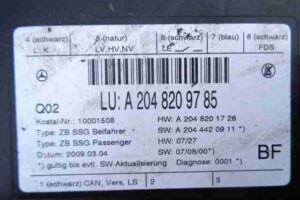 4 (schwarz) 5 (natur) 6 (schwarz) 7 (blau) 8 (schwarz)
L.K. LV,HV,NV LE FDS
Q02 LU: A 204 820 97 85
Kostal-Nr.: 10001508 HW: A 204 820 17 26
Type: ZB SSG Beifahrer SW: A 204 442 09 11 *)
Type: ZB SSG Passenger HW: 07/27
Datum: 2009.03.04 SW: 07/08/00 *) BF
*) gültig bis evtl. SW-Aktualisierung Diagnose: 0001 *)
1 (schwarz) CAN, Vers, LS 2 3